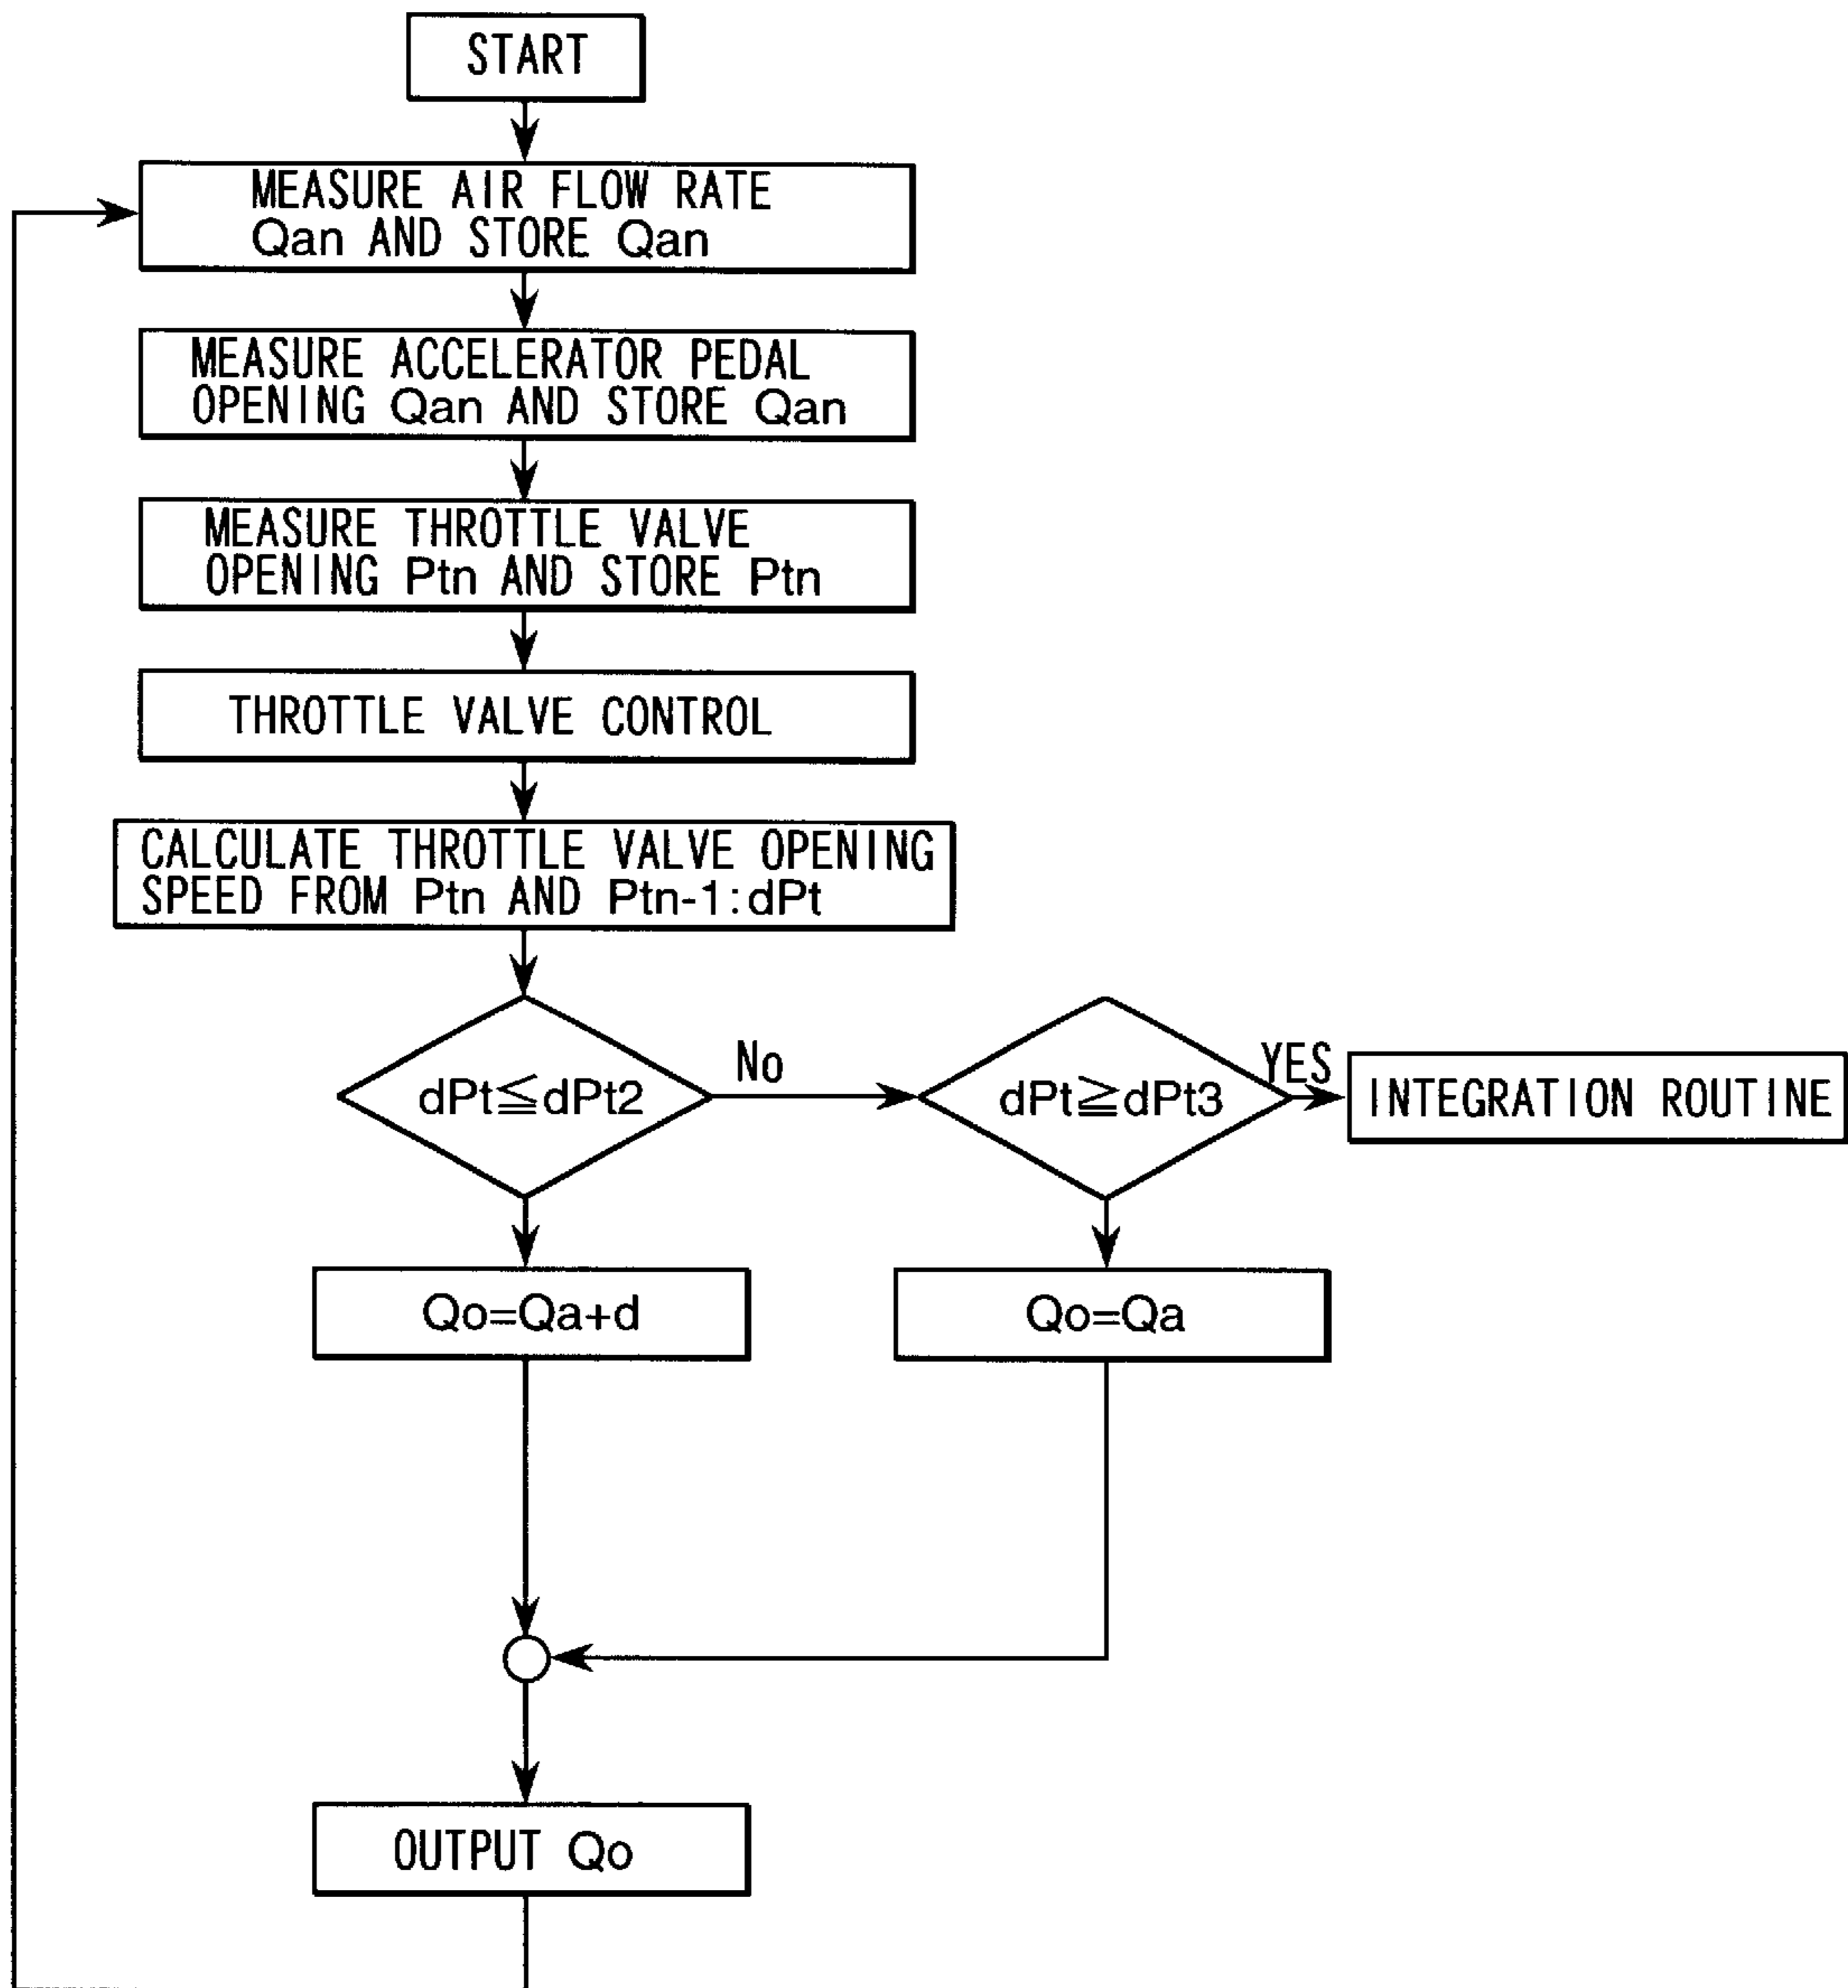 START
MEASURE AIR FLOW RATE
Qan AND STORE Qan
MEASURE ACCELERATOR PEDAL
OPENING Qan AND STORE Qan
MEASURE THROTTLE VALVE
OPENING Ptn AND STORE Ptn
THROTTLE VALVE CONTROL
CALCULATE THROTTLE VALVE OPENING
SPEED FROM Ptn AND Ptn-1:dPt
dPt≦dPt2
No
dPt≧dPt3
YES
INTEGRATION ROUTINE
Qo=Qa+d
Qo=Qa
OUTPUT Qo